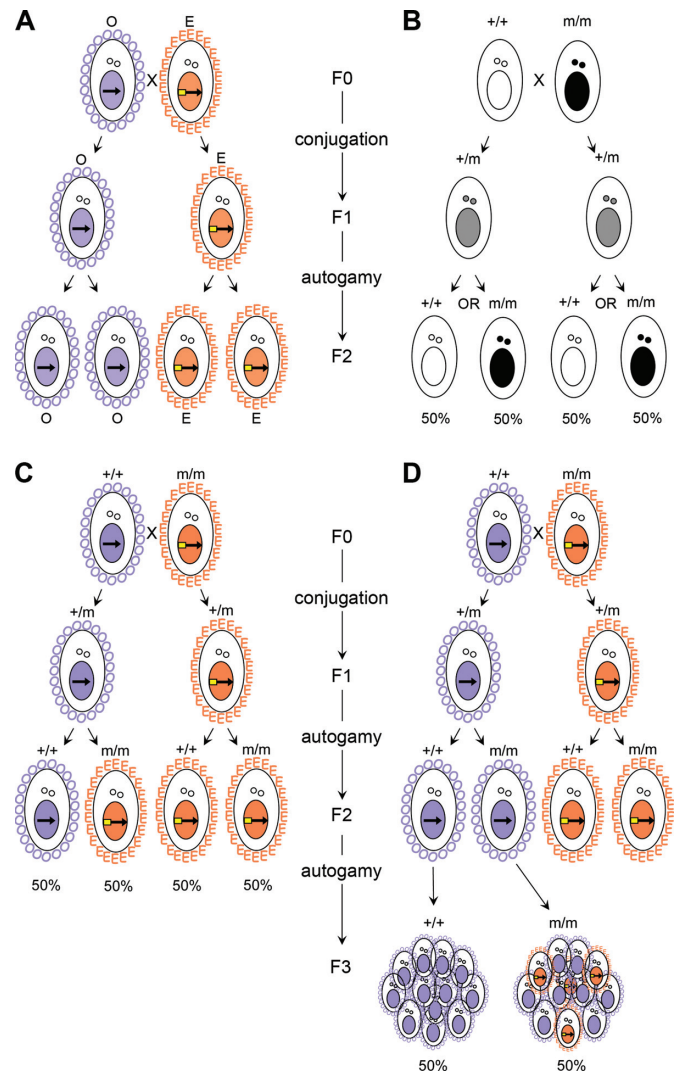 A
O
E
X
O
E
O
O
E
E
F0
conjugation
F1
autogamy
F2
B
+/+
m/m
X
+/m
+/m
+/+
OR
m/m
+/+
OR
m/m
50%
50%
50%
50%
C
+/+
m/m
X
+/m
+/m
+/+
m/m
+/+
m/m
50%
50%
50%
50%
F0
conjugation
F1
autogamy
F2
autogamy
F3
D
+/+
m/m
X
+/m
+/m
+/+
m/m
+/+
m/m
+/+
m/m
50%
50%